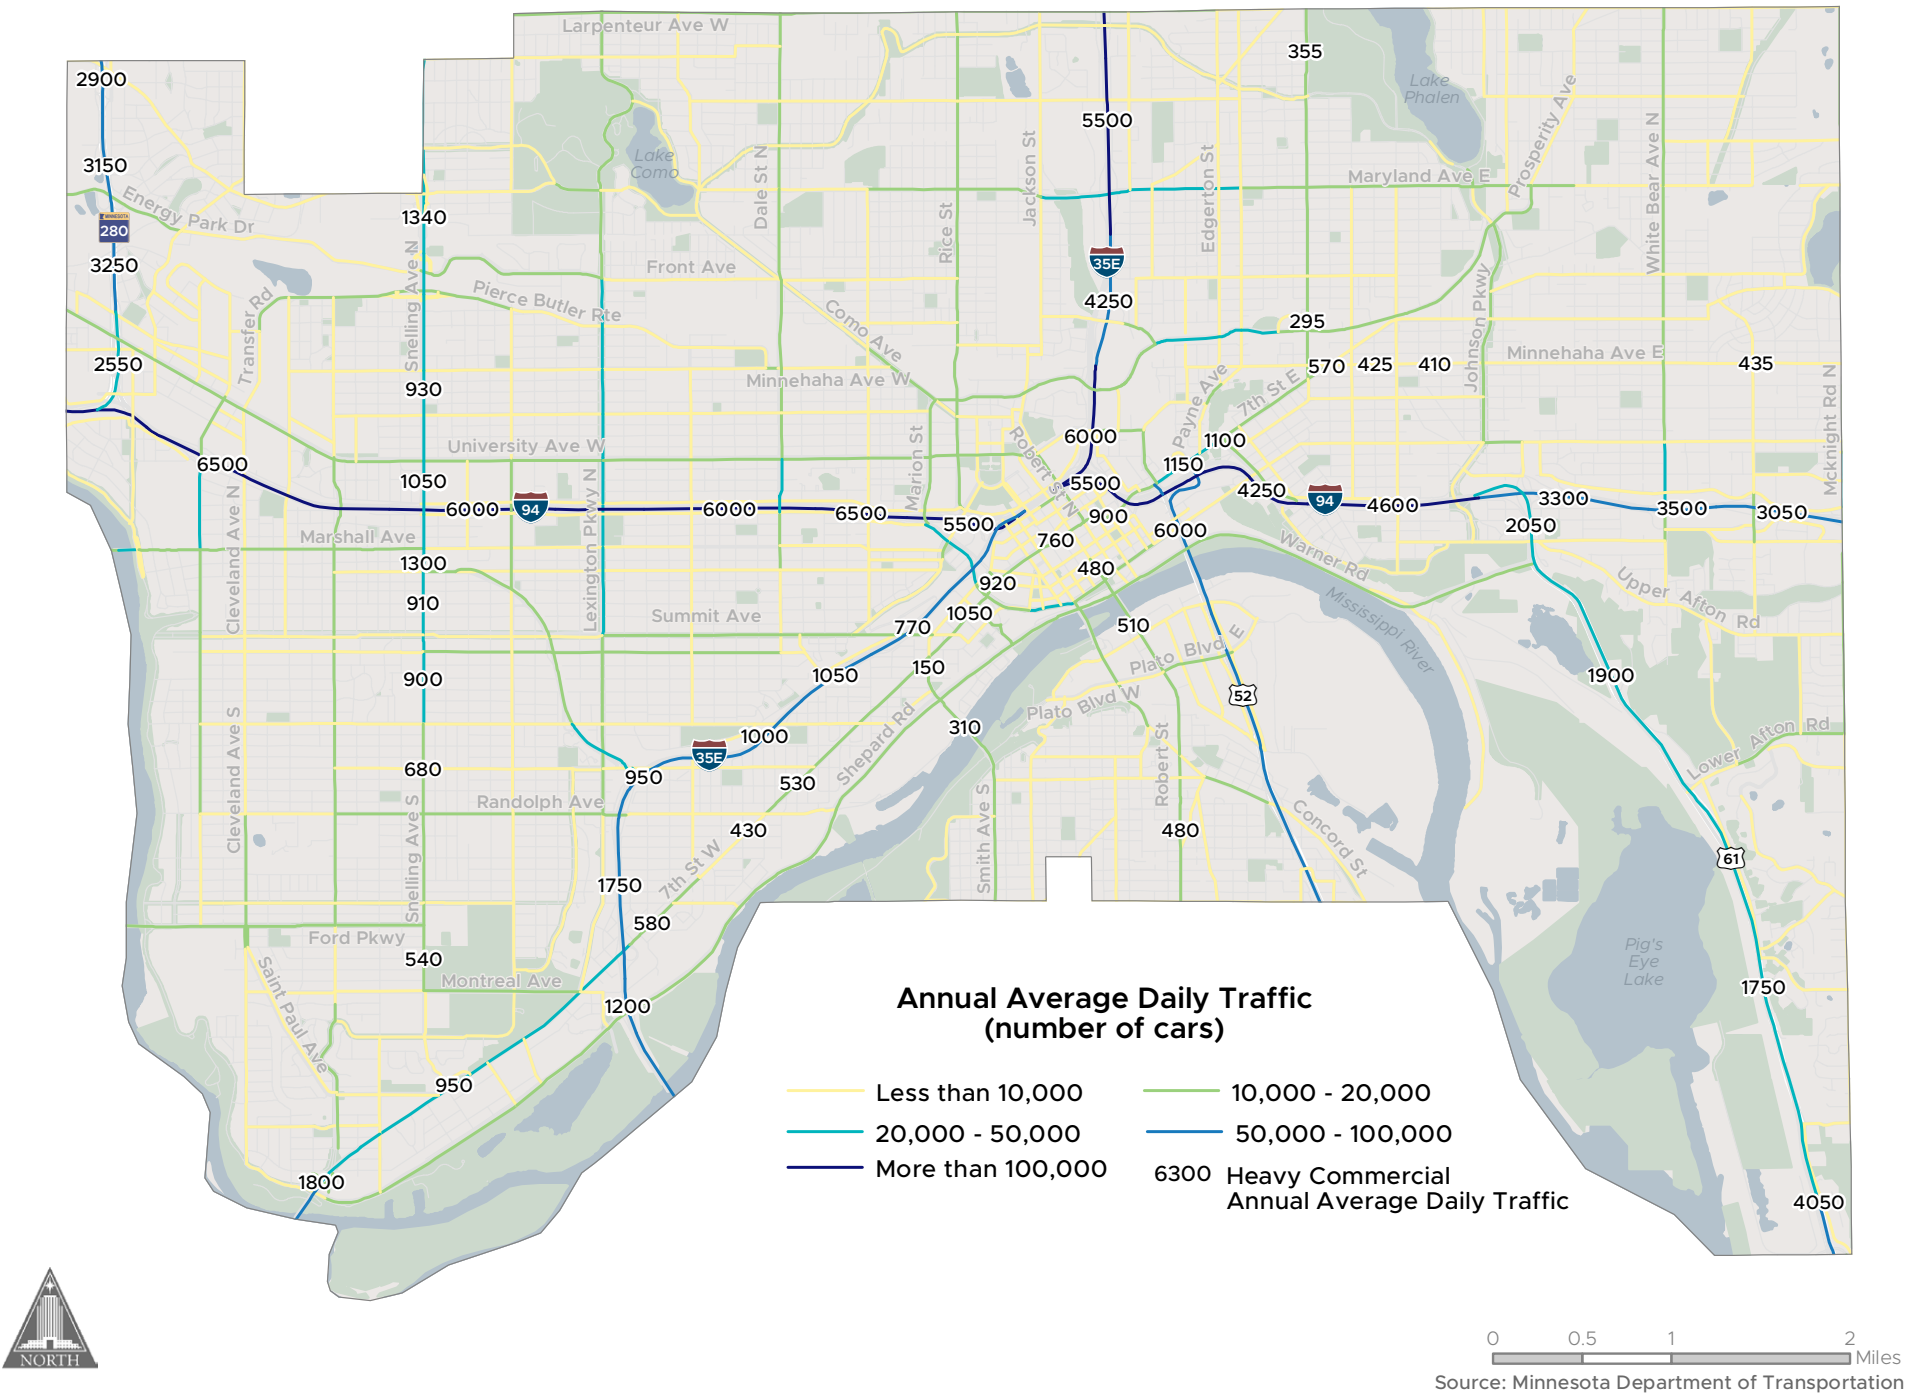 Larpenteur Ave W
355
2900
Lake
Phalen
5500
Prosperity Ave
3150
Lake
Como
Dale St N
Jackson St
Edgerton St
White Bear Ave N
Maryland Ave E
Energy Park Dr
MINNESOTA
280
1340
Rice St
3250
Front Ave
35E
Snelling Ave N
Transfer Rd
Pierce Butler Rte
Como Ave
4250
295
Johnson Pkwy
2550
930
Minnehaha Ave W
Payne Ave
7th St E
570
425
410
Minnehaha Ave E
435
Mcknight Rd N
University Ave W
Marion St
Robert St N
6000
1100
6500
1050
1150
Cleveland Ave N
Lexington Pkwy N
6000
94
6000
6500
5500
5500
900
4250
94
4600
3300
3500
3050
Marshall Ave
760
6000
2050
1300
480
Warner Rd
Upper Afton Rd
910
920
Mississippi River
Summit Ave
770
1050
510
Plato Blvd E
900
1050
150
52
1900
Plato Blvd W
Cleveland Ave S
1000
Shepard Rd
310
Robert St
Lower Afton Rd
680
950
35E
530
Randolph Ave
Snelling Ave S
430
Smith Ave S
480
Concord St
61
1750
7th St W
580
Ford Pkwy
540
Saint Paul Ave
Montreal Ave
Pig's
Eye
Lake
1200
1750
950
1800
4050
Annual Average Daily Traffic
(number of cars)
Less than 10,000
10,000 - 20,000
20,000 - 50,000
50,000 - 100,000
More than 100,000
6300 Heavy Commercial
Annual Average Daily Traffic
NORTH
0 0.5 1 2
Miles
Source: Minnesota Department of Transportation